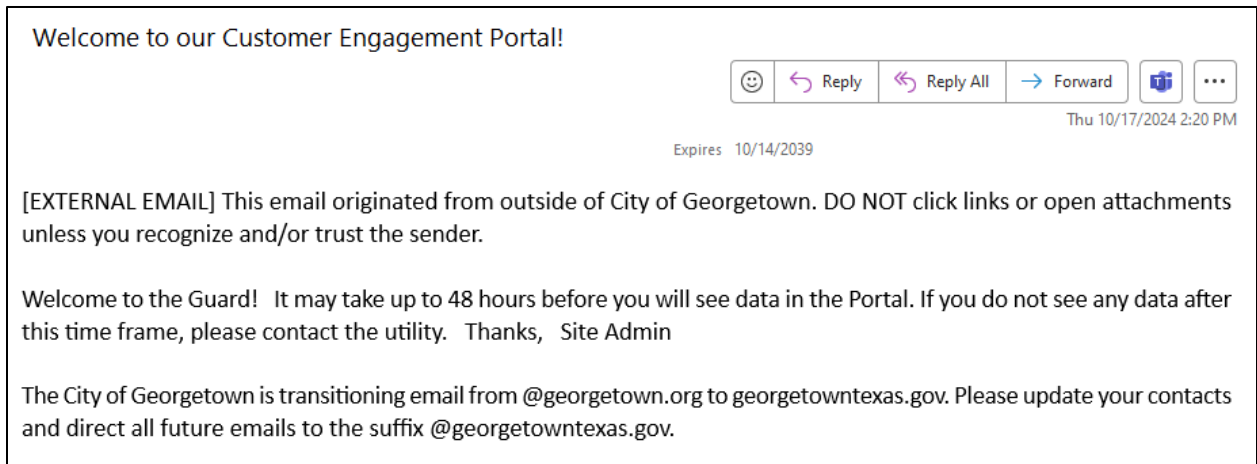 Welcome to our Customer Engagement Portal!
Reply Reply All Forward
Thu 10/17/2024 2:20 PM
Expires 10/14/2039
[EXTERNAL EMAIL] This email originated from outside of City of Georgetown. DO NOT click links or open attachments
unless you recognize and/or trust the sender.
Welcome to the Guard!   It may take up to 48 hours before you will see data in the Portal. If you do not see any data after
this time frame, please contact the utility.   Thanks,   Site Admin
The City of Georgetown is transitioning email from @georgetown.org to georgetowntexas.gov. Please update your contacts
and direct all future emails to the suffix @georgetowntexas.gov.